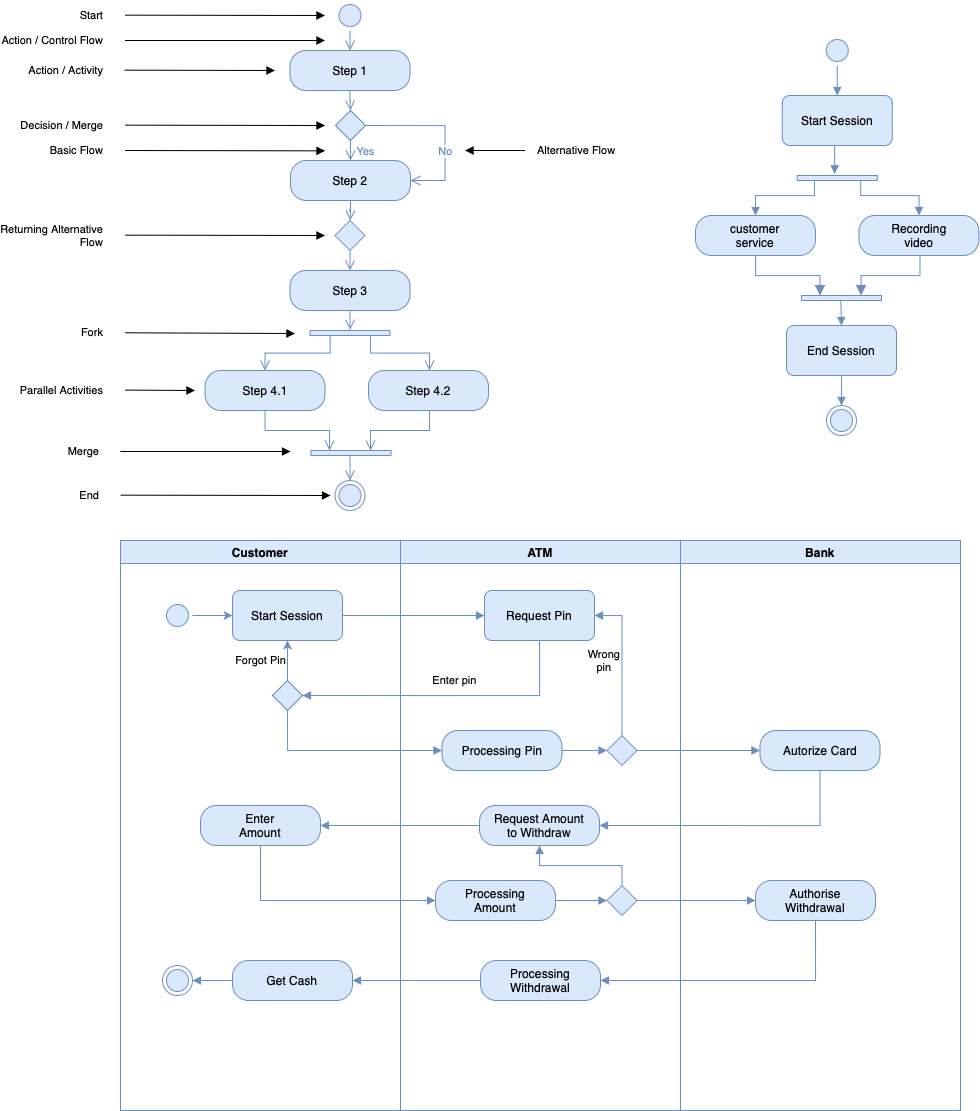 Start
Action / Control Flow
Action / Activity
Step 1
Decision / Merge
Basic Flow
Yes
No
Alternative Flow
Step 2
Returning Alternative
Flow
Step 3
Fork
Parallel Activities
Step 4.1
Step 4.2
Merge
End
Start Session
customer
service
Recording
video
End Session
Customer
ATM
Bank
Start Session
Request Pin
Forgot Pin
Wrong
pin
Enter pin
Processing Pin
Autorize Card
Enter
Amount
Request Amount
to Withdraw
Processing
Amount
Authorise
Withdrawal
Get Cash
Processing
Withdrawal